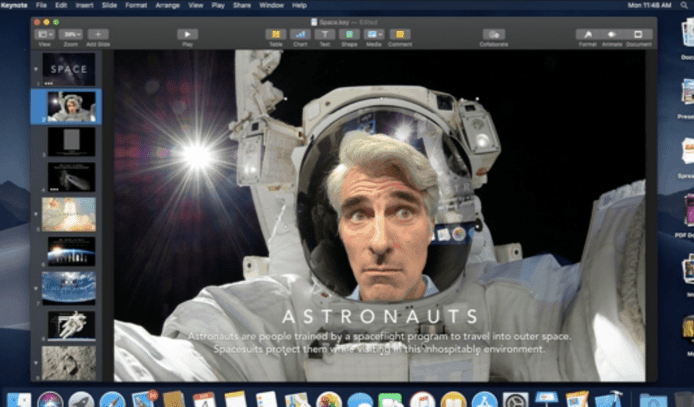 Keynote File Edit Insert Slide Format Arrange View Play Share Window Help
Mon 11:48 AM
Space.key — Edited
View Zoom Add Slide Play Table Chart Text Shape Media Comment Collaborate Format Animate Document
SPACE
ASTRONAUTS
Astronauts are people trained by a spaceflight program to travel into outer space.
Spacesuits protect them while visiting in this inhospitable environment.